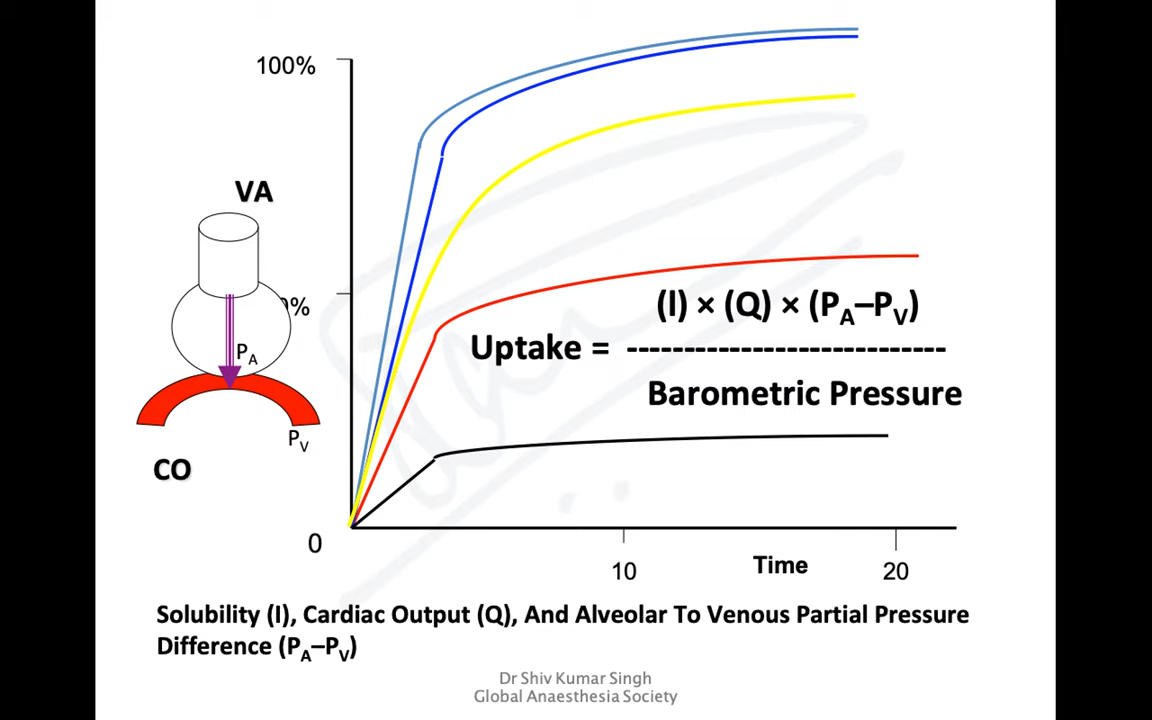 100%
VA
0%
(I) × (Q) × (PA–PV)
Uptake = ----------------------------
Barometric Pressure
PA
PV
CO
0
10
Time
20
Solubility (I), Cardiac Output (Q), And Alveolar To Venous Partial Pressure
Difference (PA–PV)
Dr Shiv Kumar Singh
Global Anaesthesia Society